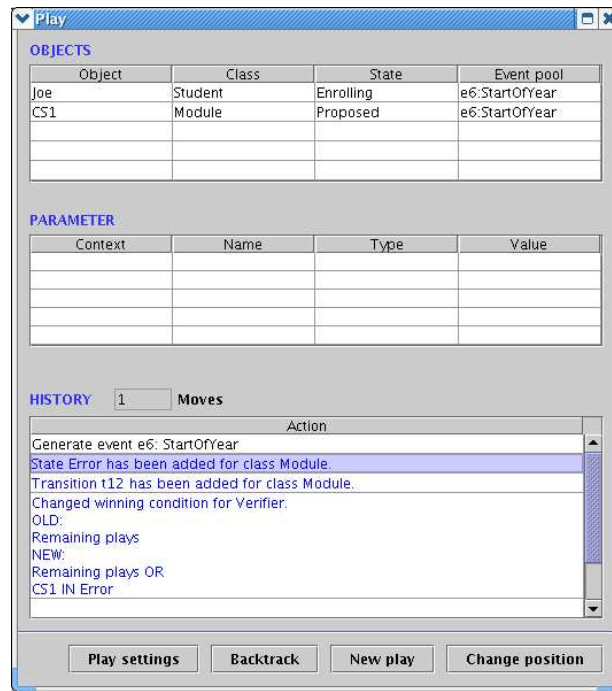 Play
OBJECTS
Object Class State Event pool
Joe Student Enrolling e6:StartOfYear
CS1 Module Proposed e6:StartOfYear
PARAMETER
Context Name Type Value
HISTORY 1 Moves
Action
Generate event e6: StartOfYear
State Error has been added for class Module.
Transition t12 has been added for class Module.
Changed winning condition for Verifier.
OLD:
Remaining plays
NEW:
Remaining plays OR
CS1 IN Error
Play settings Backtrack New play Change position